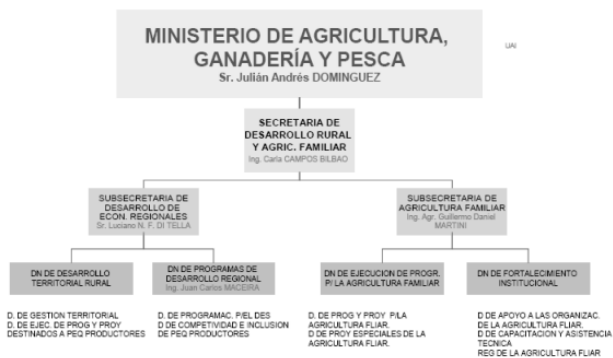 MINISTERIO DE AGRICULTURA,
GANADERÍA Y PESCA
Sr. Julián Andrés DOMINGUEZ
UAI
SECRETARIA DE
DESARROLLO RURAL
Y AGRIC. FAMILIAR
Ing. Carla CAMPOS BILBAO
SUBSECRETARIA DE
DESARROLLO DE
ECON. REGIONALES
Sr. Luciano N. F. DI TELLA
SUBSECRETARIA DE
AGRICULTURA FAMILIAR
Ing. Agr. Guillermo Daniel
MARTINI
DN DE DESARROLLO
TERRITORIAL RURAL
DN DE PROGRAMAS DE
DESARROLLO REGIONAL
Ing. Juan Carlos MACEIRA
DN DE EJECUCION DE PROGR.
P/ LA AGRICULTURA FAMILIAR
DN DE FORTALECIMIENTO
INSTITUCIONAL
D. DE GESTION TERRITORIAL
D. DE EJEC. DE PROG Y PROY
DESTINADOS A PEQ PRODUCTORES
D. DE PROGRAMAC. P/EL DES
D DE COMPETIVIDAD E INCLUSION
DE PEQ PRODUCTORES
D. DE PROG Y PROY P/LA
AGRICULTURA FLIAR.
D DE PROY ESPECIALES DE LA
AGRICULTURA FLIAR.
D DE APOYO A LAS ORGANIZAC.
DE LA AGRICULTURA FLIAR.
D DE CAPACITACION Y ASISTENCIA
TECNICA
REG DE LA AGRICULTURA FLIAR